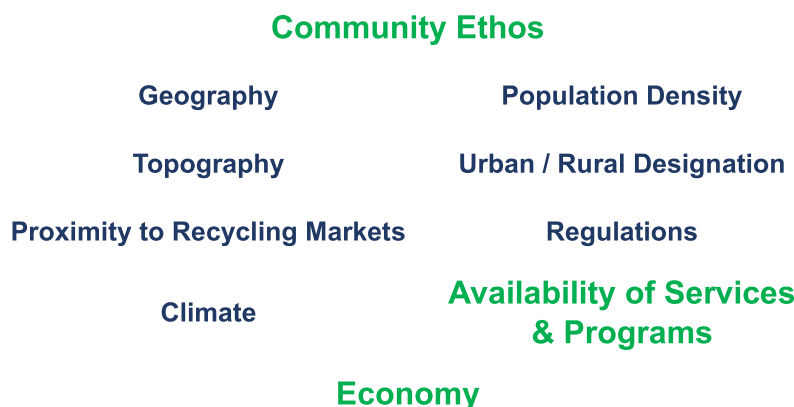 Community Ethos
Geography
Population Density
Topography
Urban / Rural Designation
Proximity to Recycling Markets
Regulations
Climate
Availability of Services
& Programs
Economy